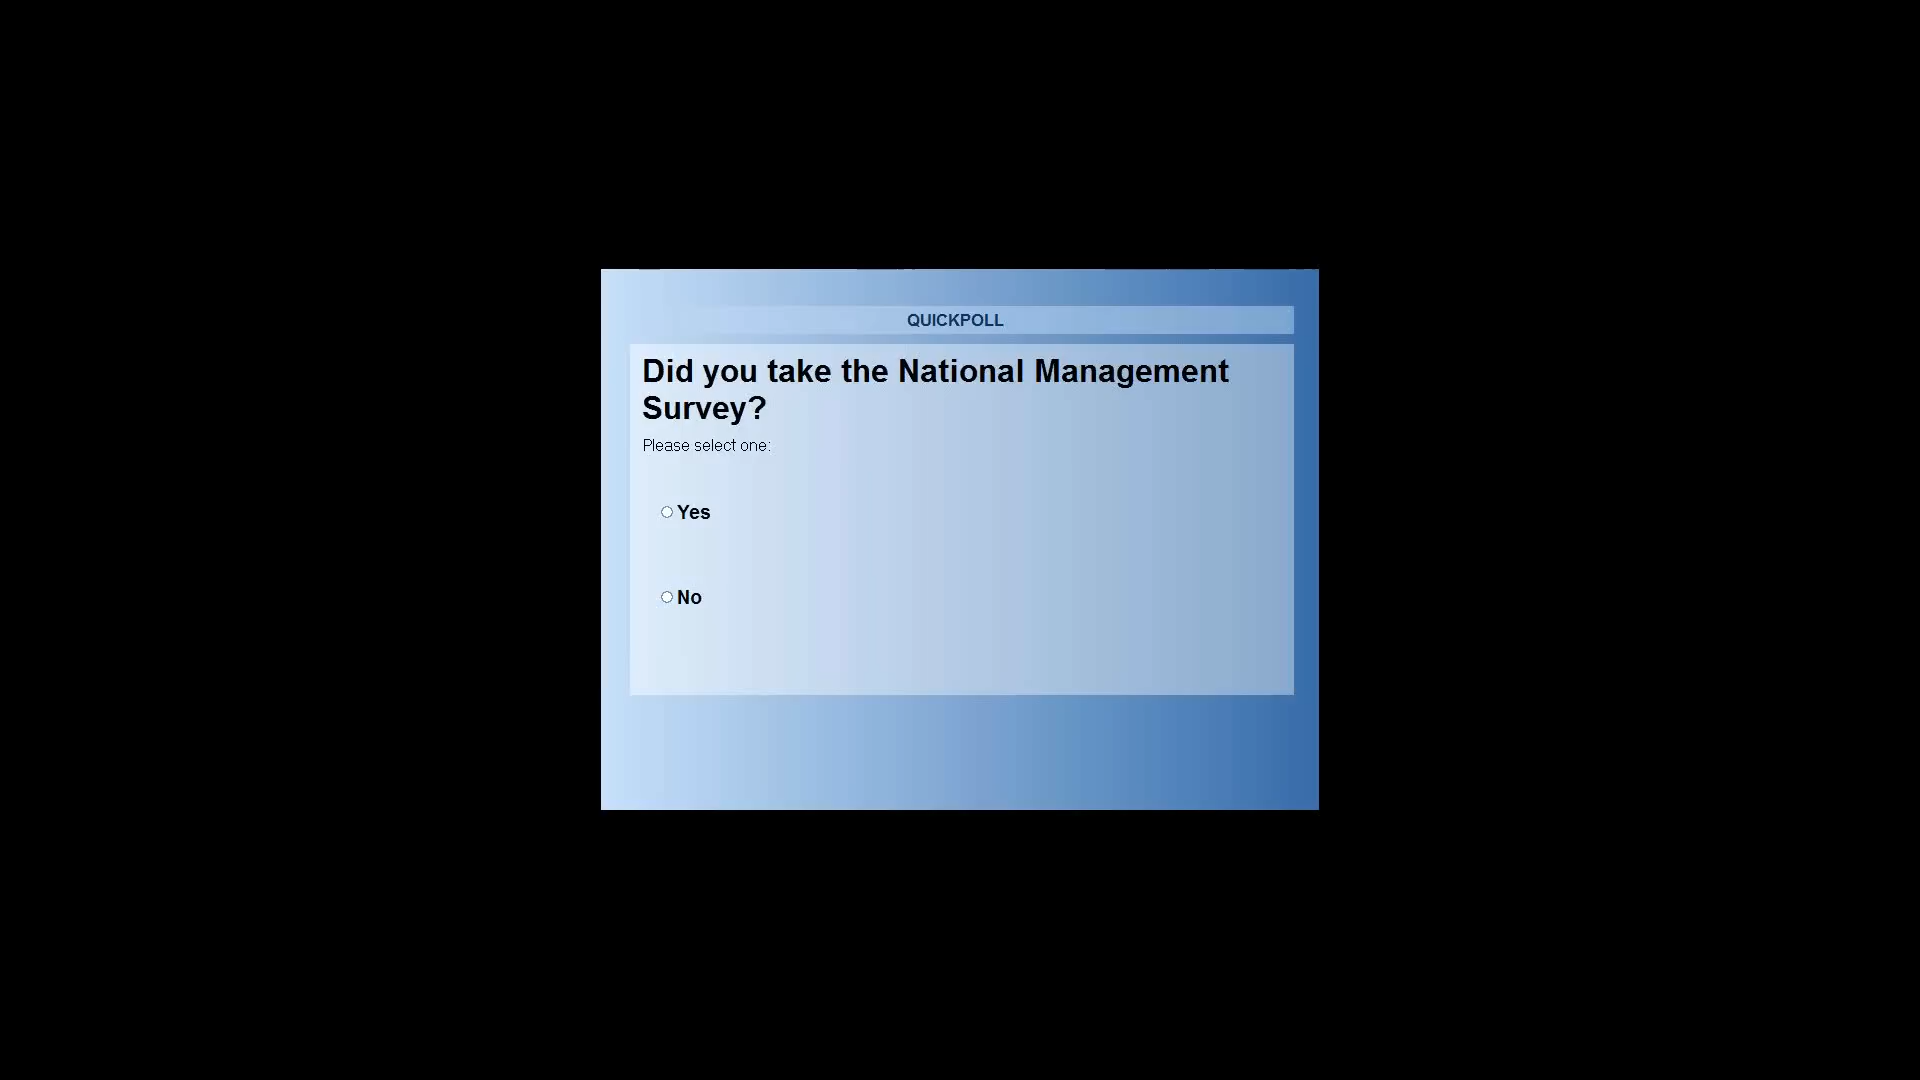 QUICKPOLL
Did you take the National Management
Survey?
Please select one:
Yes
No